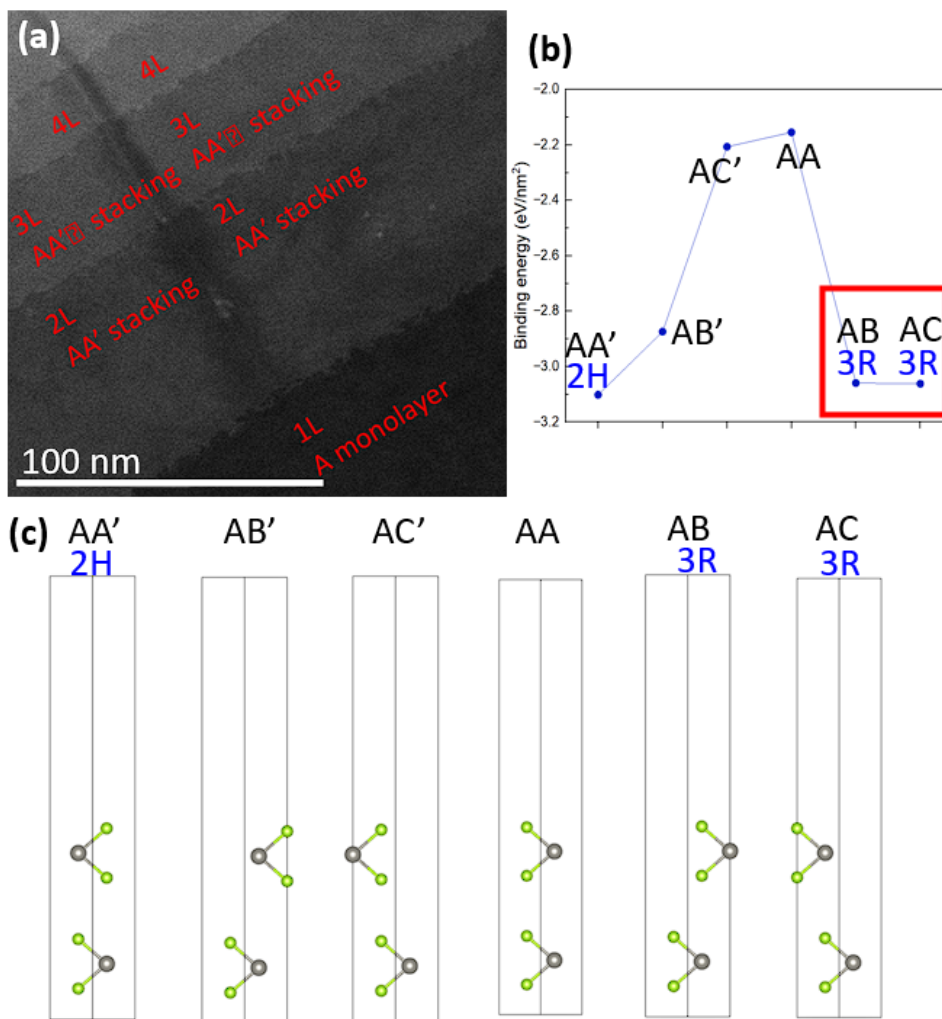 (a)
4L
4L
3L
AA'⍰ stacking
3L
AA'⍰ stacking
2L
AA' stacking
2L
AA' stacking
1L
A monolayer
100 nm
(b)
Binding energy (eV/nm²)
−2.0
−2.2
−2.4
−2.6
−2.8
−3.0
−3.2
AA'
2H
AB'
AC'
AA
AB
3R
AC
3R
(c)
AA'
2H
AB'
AC'
AA
AB
3R
AC
3R